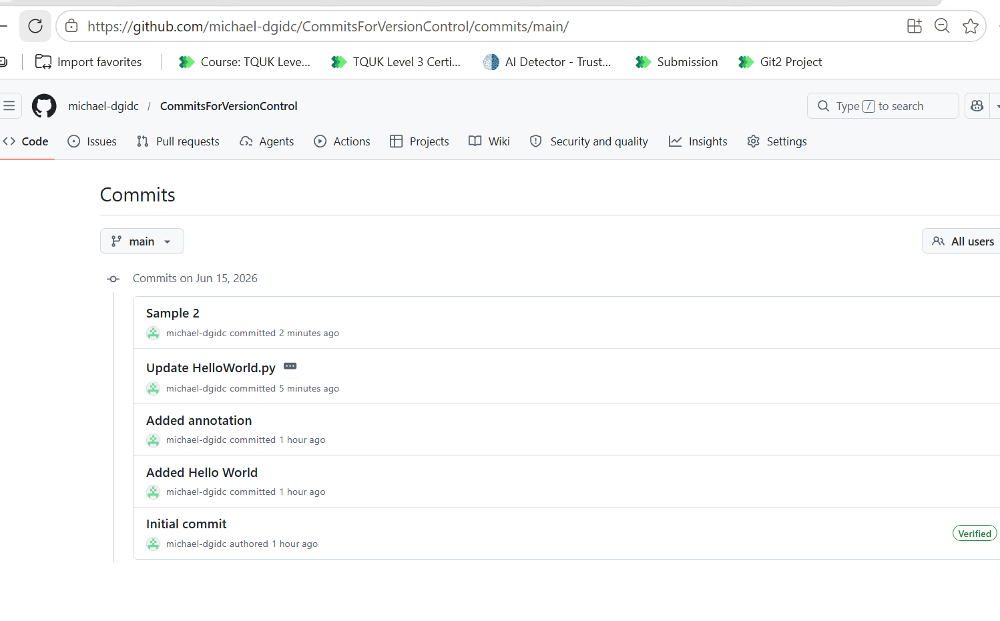 https://github.com/michael-dgidc/CommitsForVersionControl/commits/main/
Import favorites
Course: TQUK Leve...
TQUK Level 3 Certi...
AI Detector - Trust...
Submission
Git2 Project
michael-dgidc / CommitsForVersionControl
Type / to search
Code
Issues
Pull requests
Agents
Actions
Projects
Wiki
Security and quality
Insights
Settings
Commits
main
All users
Commits on Jun 15, 2026
Sample 2
michael-dgidc committed 2 minutes ago
Update HelloWorld.py
michael-dgidc committed 5 minutes ago
Added annotation
michael-dgidc committed 1 hour ago
Added Hello World
michael-dgidc committed 1 hour ago
Initial commit
michael-dgidc authored 1 hour ago
Verified